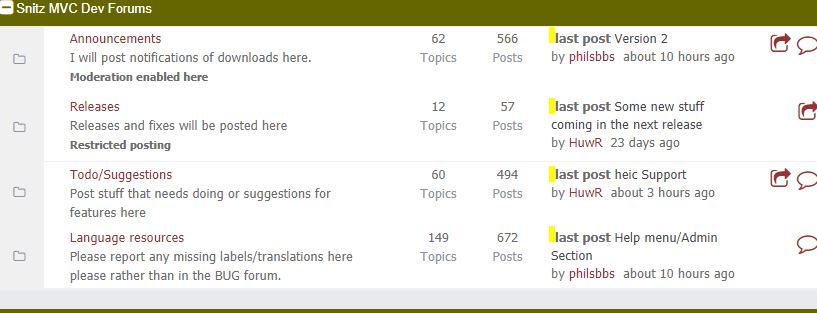 Snitz MVC Dev Forums
Announcements 62 566 last post Version 2
I will post notifications of downloads here. Topics Posts by philsbbs about 10 hours ago
Moderation enabled here
Releases 12 57 last post Some new stuff
Releases and fixes will be posted here Topics Posts coming in the next release
Restricted posting by HuwR 23 days ago
Todo/Suggestions 60 494 last post heic Support
Post stuff that needs doing or suggestions for Topics Posts by HuwR about 3 hours ago
features here
Language resources 149 672 last post Help menu/Admin
Please report any missing labels/translations here Topics Posts Section
please rather than in the BUG forum. by philsbbs about 10 hours ago